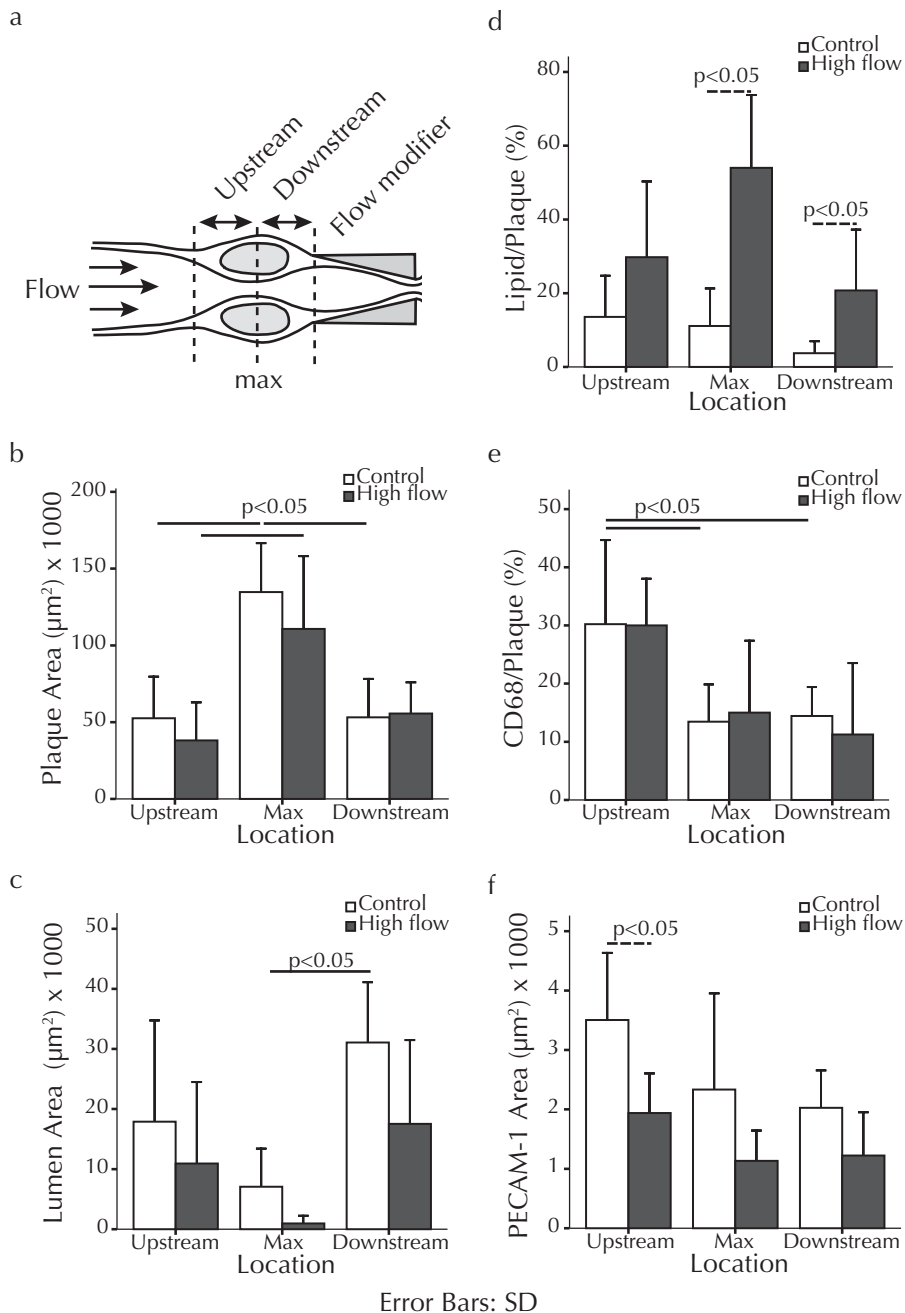 a
Upstream
Downstream
Flow modifier
Flow
max
b
Control
High flow
Plaque Area (µm²) x 1000
200
150
100
50
0
p<0.05
Upstream Max Downstream
Location
c
Control
High flow
Lumen Area (µm²) x 1000
50
40
30
20
10
0
p<0.05
Upstream Max Downstream
Location
d
Control
High flow
Lipid/Plaque (%)
80
60
40
20
0
p<0.05
p<0.05
Upstream Max Downstream
Location
e
Control
High flow
CD68/Plaque (%)
50
40
30
20
10
0
p<0.05
Upstream Max Downstream
Location
f
Control
High flow
PECAM-1 Area (µm²) x 1000
5
4
3
2
1
0
p<0.05
Upstream Max Downstream
Location
Error Bars: SD